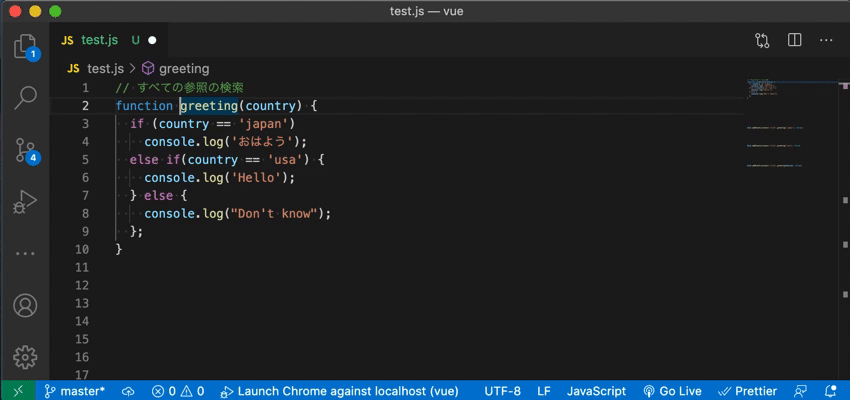 test.js — vue
JS test.js U
JS test.js > greeting
1 // すべての参照の検索
2 function greeting(country) {
3 if (country == 'japan')
4 console.log('おはよう');
5 else if(country == 'usa') {
6 console.log('Hello');
7 } else {
8 console.log("Don't know");
9 };
10 }
11
12
13
14
15
16
17
1
4
master* 0 0 Launch Chrome against localhost (vue) UTF-8 LF JavaScript Go Live Prettier